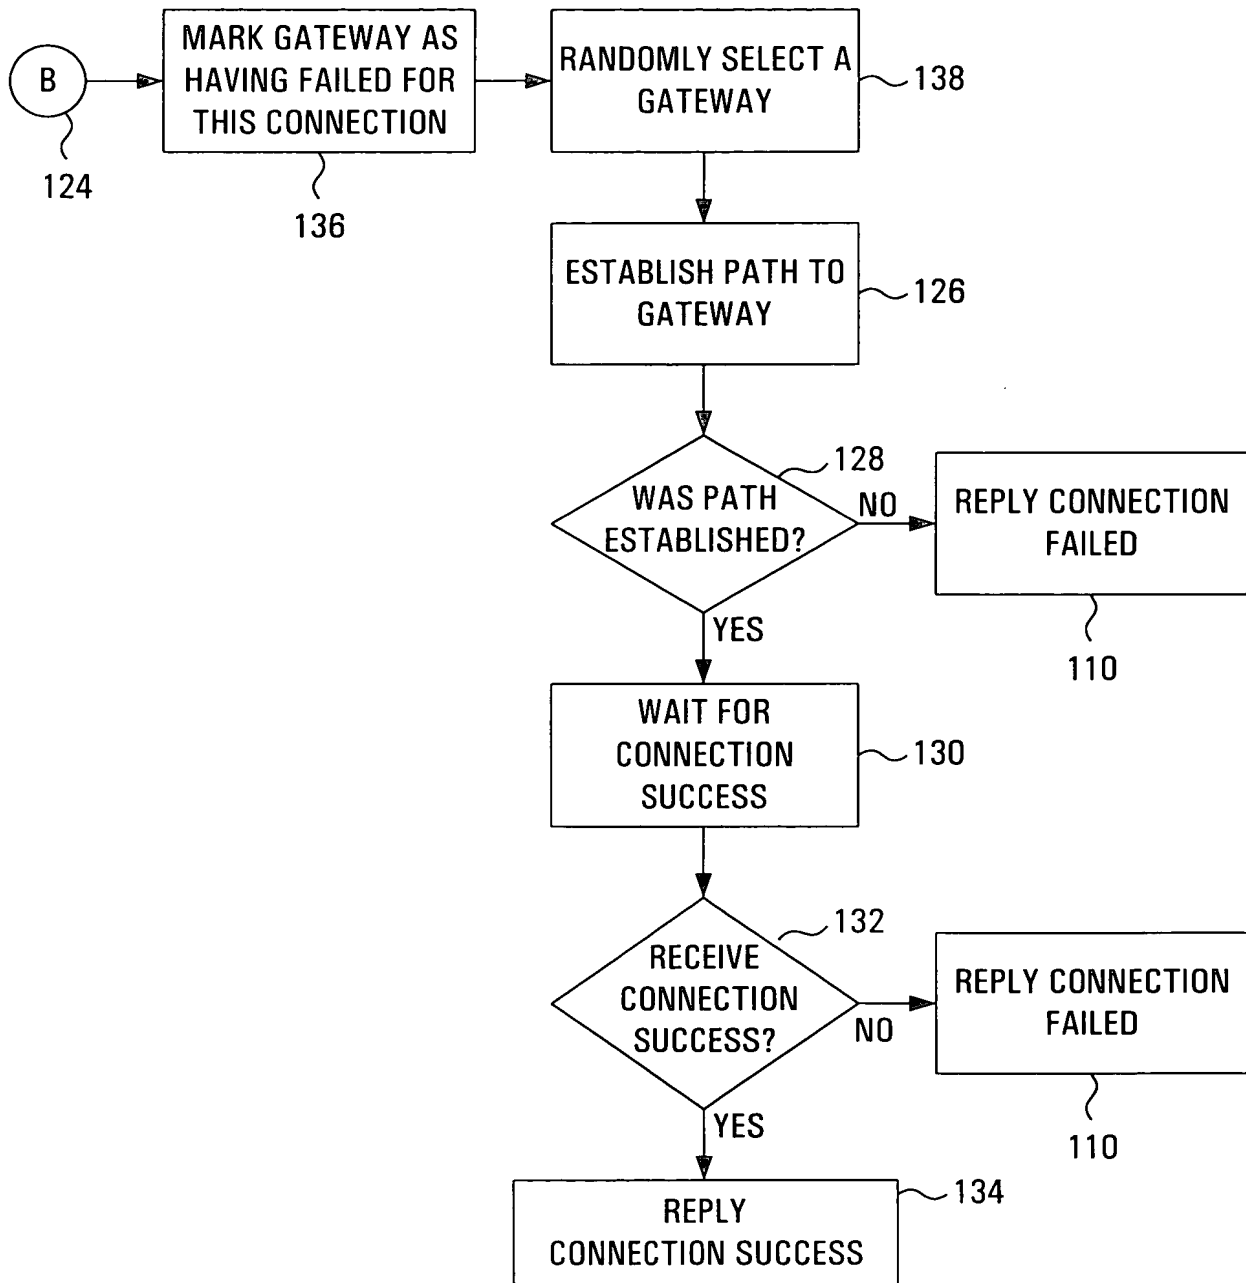 B
124
MARK GATEWAY AS
HAVING FAILED FOR
THIS CONNECTION
136
RANDOMLY SELECT A
GATEWAY
138
ESTABLISH PATH TO
GATEWAY
126
WAS PATH
ESTABLISHED?
128
NO
REPLY CONNECTION
FAILED
110
YES
WAIT FOR
CONNECTION
SUCCESS
130
RECEIVE
CONNECTION
SUCCESS?
132
NO
REPLY CONNECTION
FAILED
110
YES
REPLY
CONNECTION SUCCESS
134